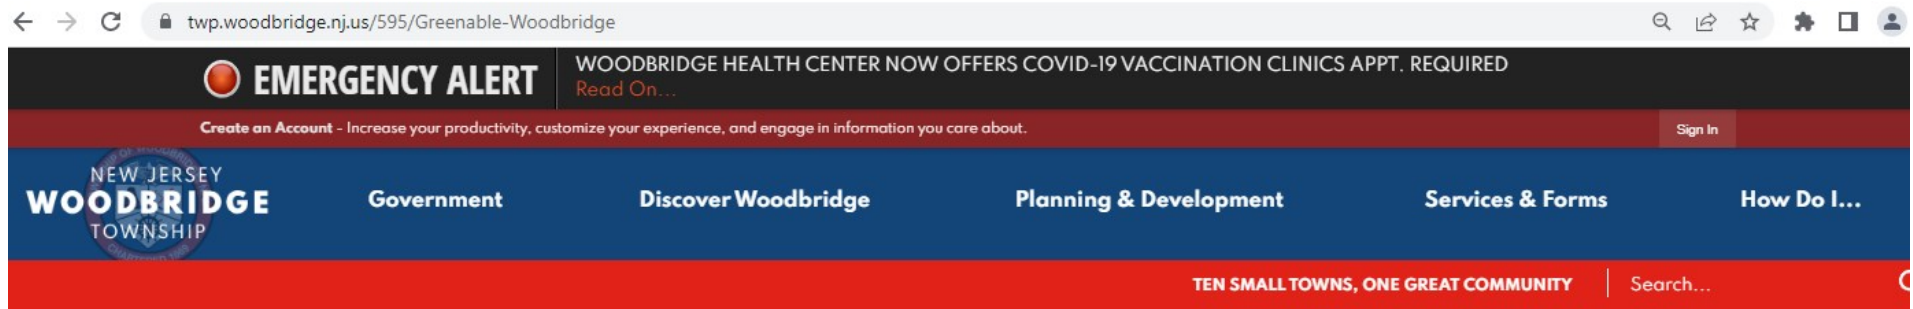 twp.woodbridge.nj.us/595/Greenable-Woodbridge
EMERGENCY ALERT
WOODBRIDGE HEALTH CENTER NOW OFFERS COVID-19 VACCINATION CLINICS APPT. REQUIRED
Read On...
Create an Account - Increase your productivity, customize your experience, and engage in information you care about.
Sign In
NEW JERSEY
WOODBRIDGE
TOWNSHIP
Government
Discover Woodbridge
Planning & Development
Services & Forms
How Do I...
TEN SMALL TOWNS, ONE GREAT COMMUNITY
Search...